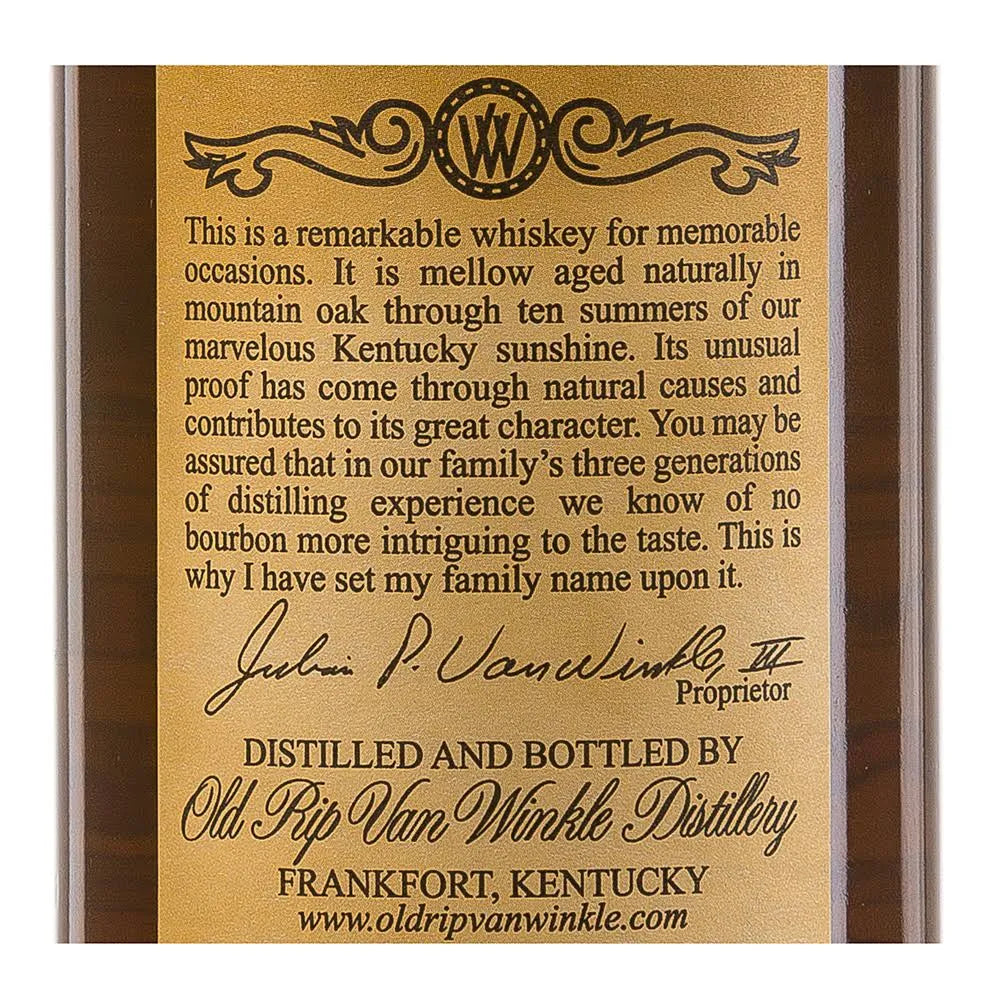 VVW
This is a remarkable whiskey for memorable
occasions. It is mellow aged naturally in
mountain oak through ten summers of our
marvelous Kentucky sunshine. Its unusual
proof has come through natural causes and
contributes to its great character. You may be
assured that in our family's three generations
of distilling experience we know of no
bourbon more intriguing to the taste. This is
why I have set my family name upon it.
Julian P. Van Winkle, III
Proprietor
DISTILLED AND BOTTLED BY
Old Rip Van Winkle Distillery
FRANKFORT, KENTUCKY
www.oldripvanwinkle.com